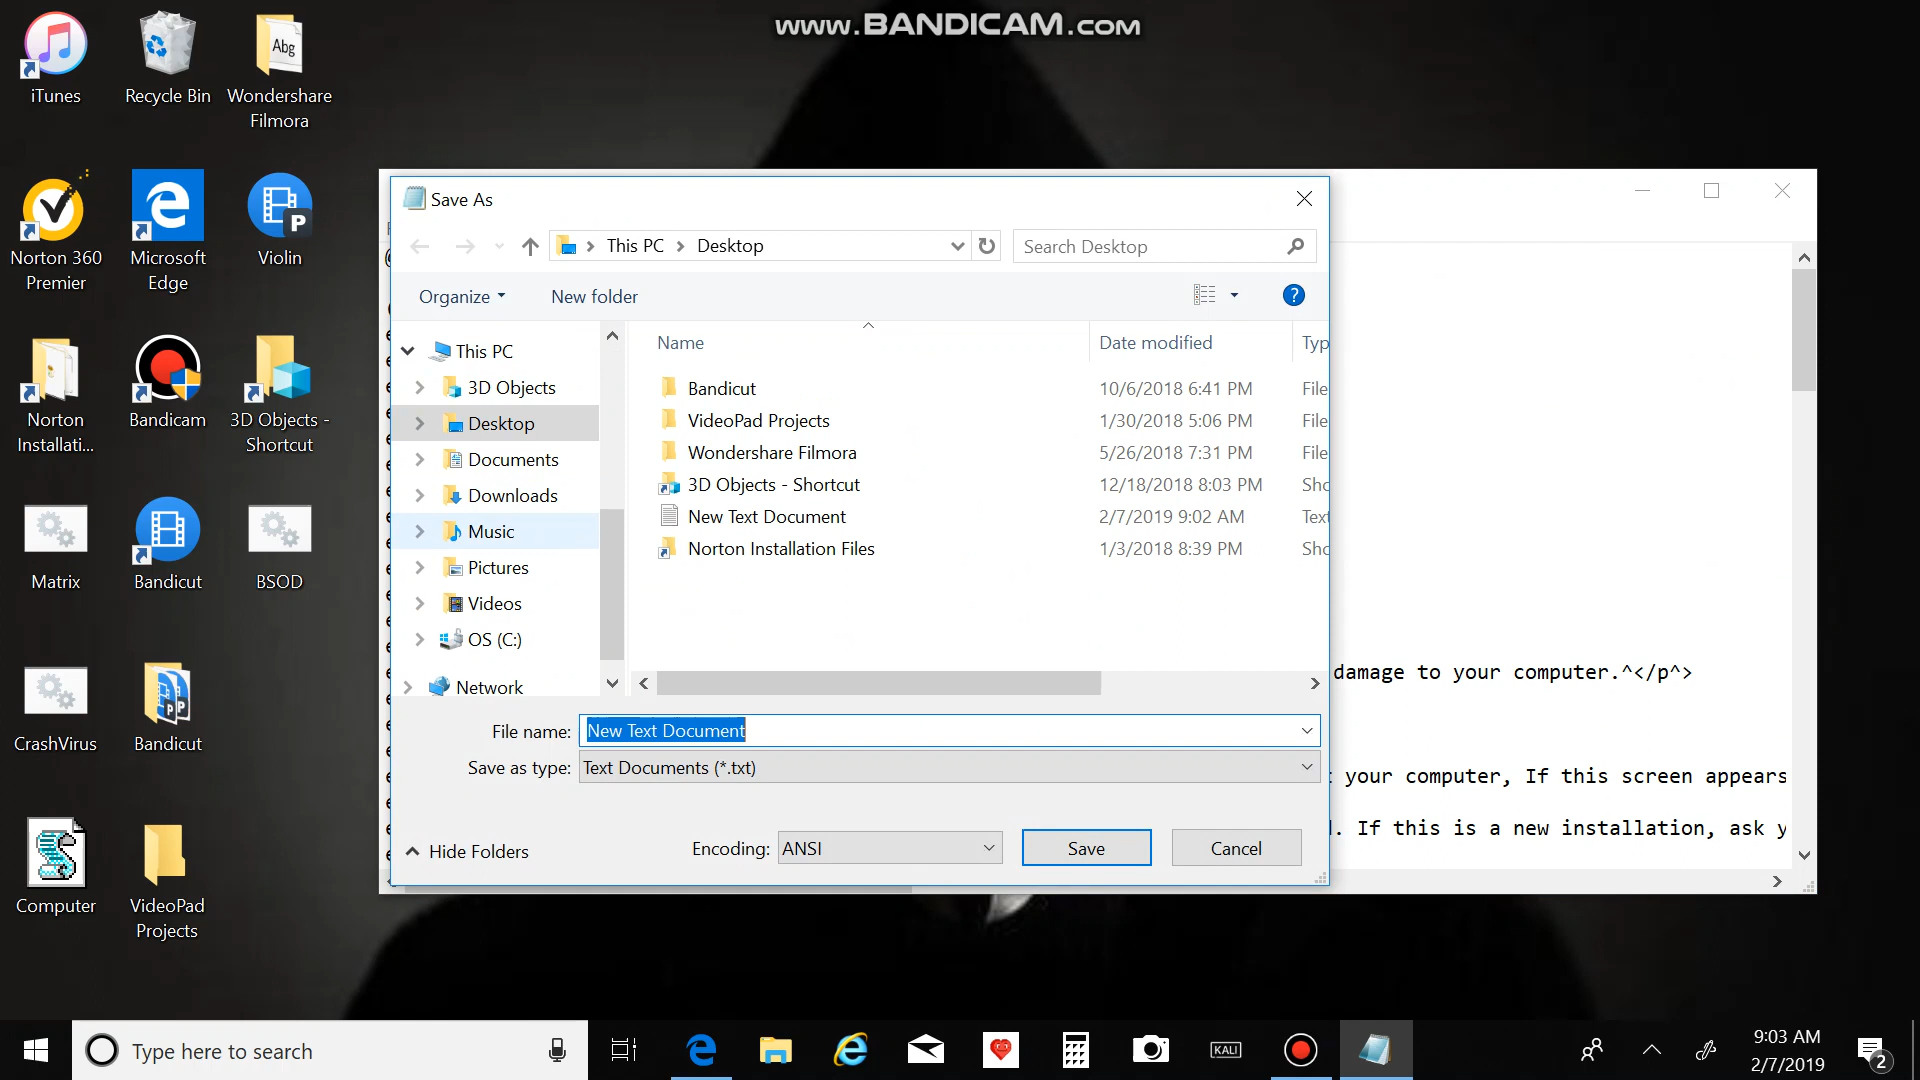 www.BANDICAM.com
iTunes
Recycle Bin
Abg
Wondershare
Filmora
Norton 360
Premier
Microsoft
Edge
P
Violin
Norton
Installati...
Bandicam
3D Objects -
Shortcut
Matrix
Bandicut
BSOD
CrashVirus
Bandicut
Computer
VideoPad
Projects
Save As
This PC
Desktop
Search Desktop
Organize
New folder
?
This PC
3D Objects
Desktop
Documents
Downloads
Music
Pictures
Videos
OS (C:)
Network
Name
Date modified
Typ
Bandicut
10/6/2018 6:41 PM
File
VideoPad Projects
1/30/2018 5:06 PM
File
Wondershare Filmora
5/26/2018 7:31 PM
File
3D Objects - Shortcut
12/18/2018 8:03 PM
Sho
New Text Document
2/7/2019 9:02 AM
Text
Norton Installation Files
1/3/2018 8:39 PM
Sho
File name:
New Text Document
Save as type:
Text Documents (*.txt)
Hide Folders
Encoding:
ANSI
Save
Cancel
damage to your computer.^</p^>
your computer, If this screen appears
. If this is a new installation, ask y
Type here to search
KALI
9:03 AM
2/7/2019
2